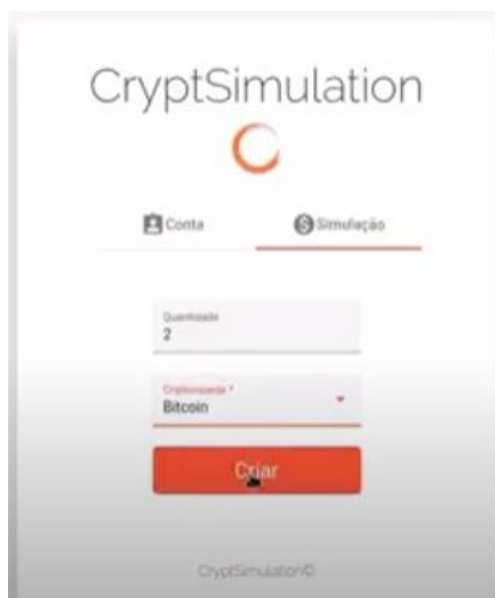 CryptSimulation
Conta
Simulação
Quantidade
2
Criptomoeda *
Bitcoin
Criar
CryptSimulation©